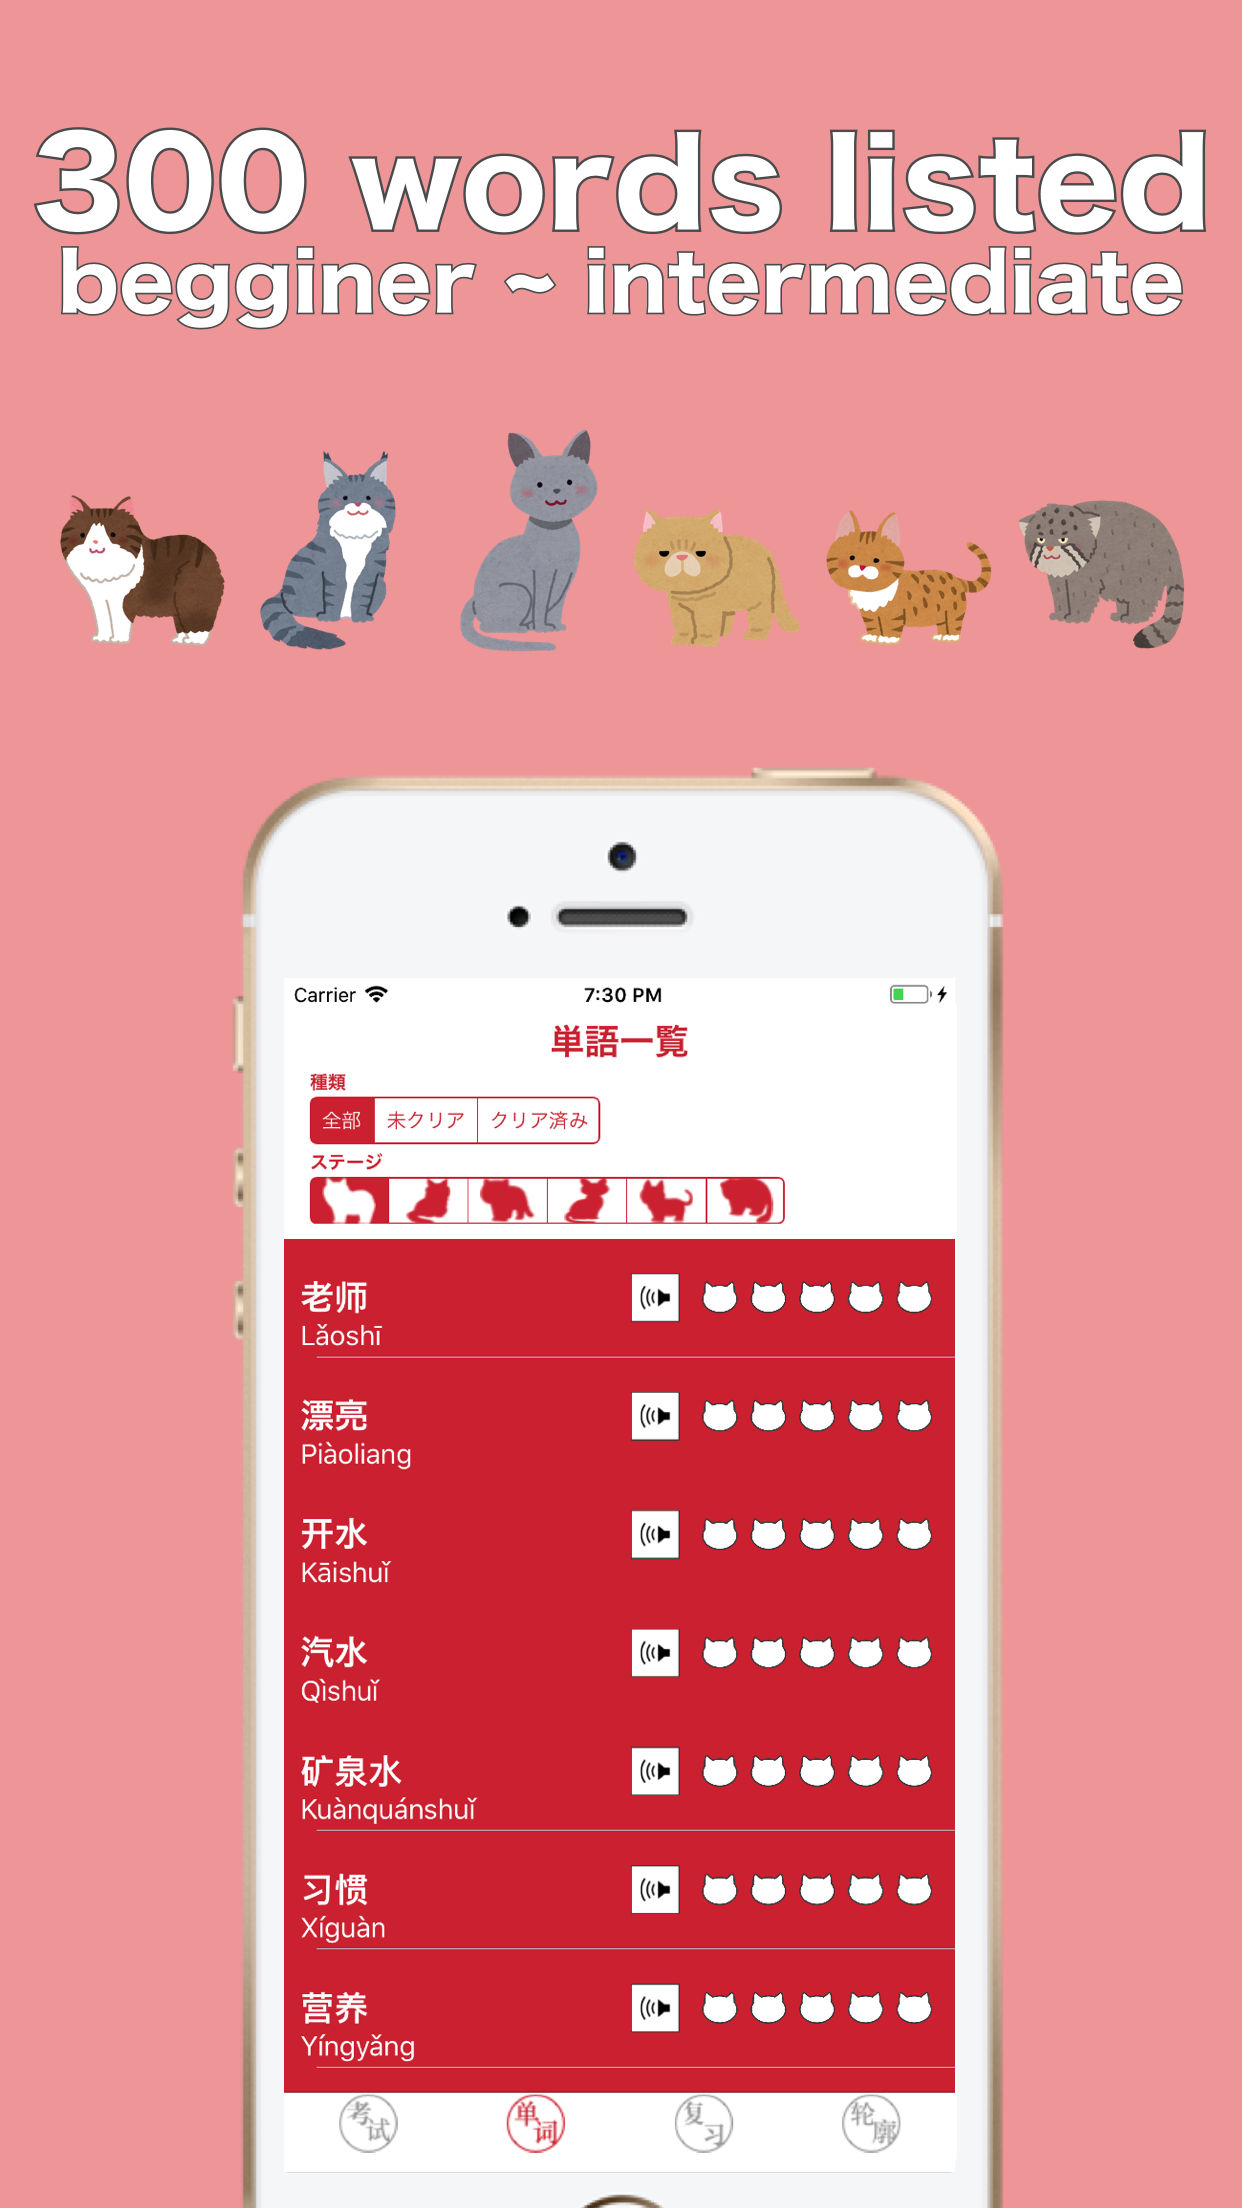 300 words listed
begginer ~ intermediate
Carrier 7:30 PM
単語一覧
種類
全部 未クリア クリア済み
ステージ
老师
Lǎoshī
漂亮
Piàoliang
开水
Kāishuǐ
汽水
Qìshuǐ
矿泉水
Kuànquánshuǐ
习惯
Xíguàn
营养
Yíngyǎng
考试 单词 复习 轮廓